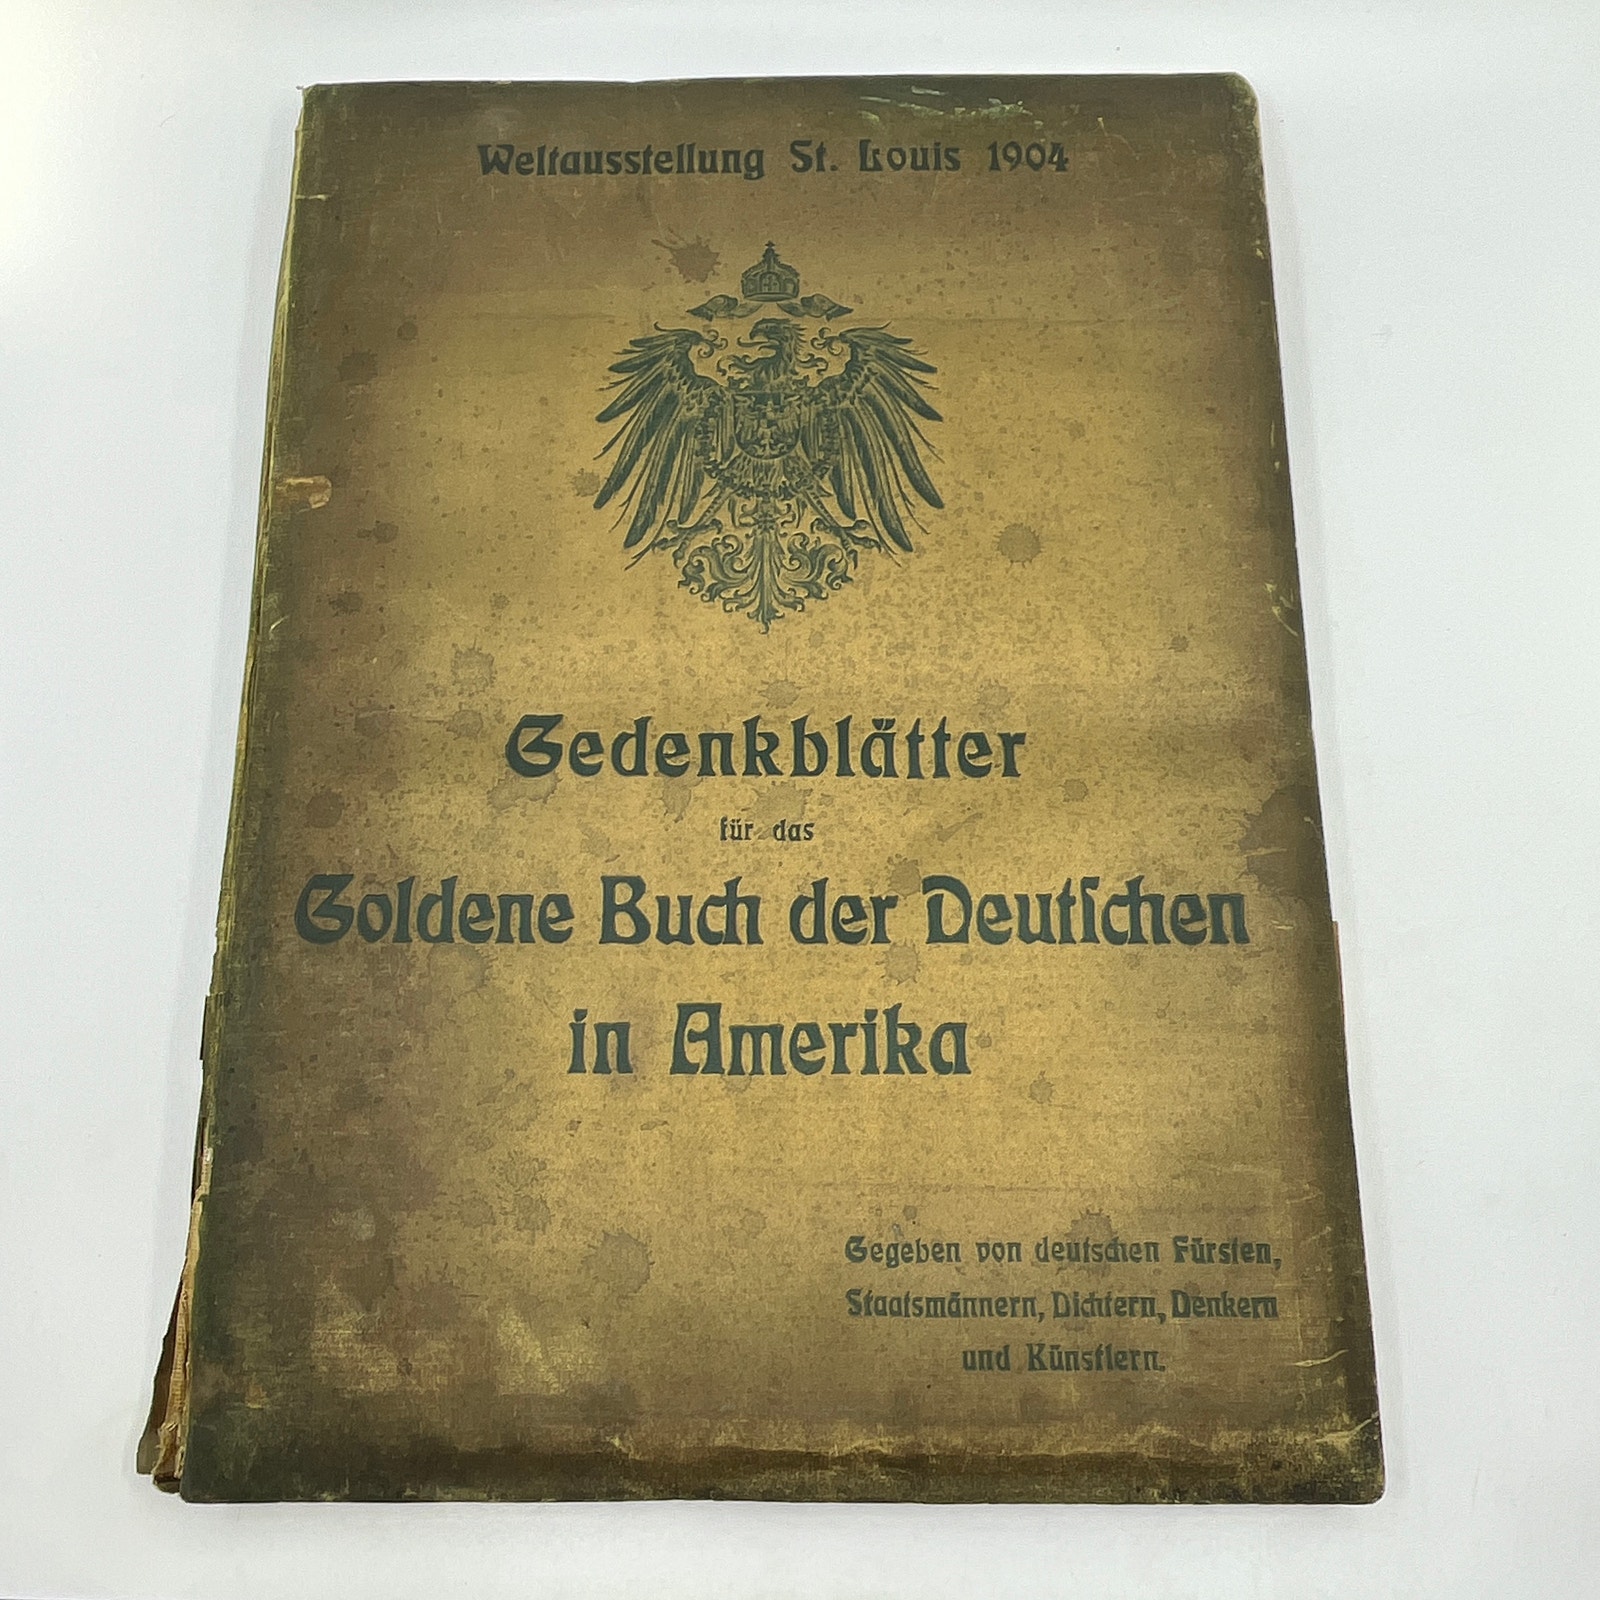 Weltausstellung St. Louis 1904
Gedenkblätter
für das
Goldene Buch der Deutſchen
in Amerika
Gegeben von deutschen Fürsten,
Staatsmännern, Dichtern, Denkern
und Künstlern.